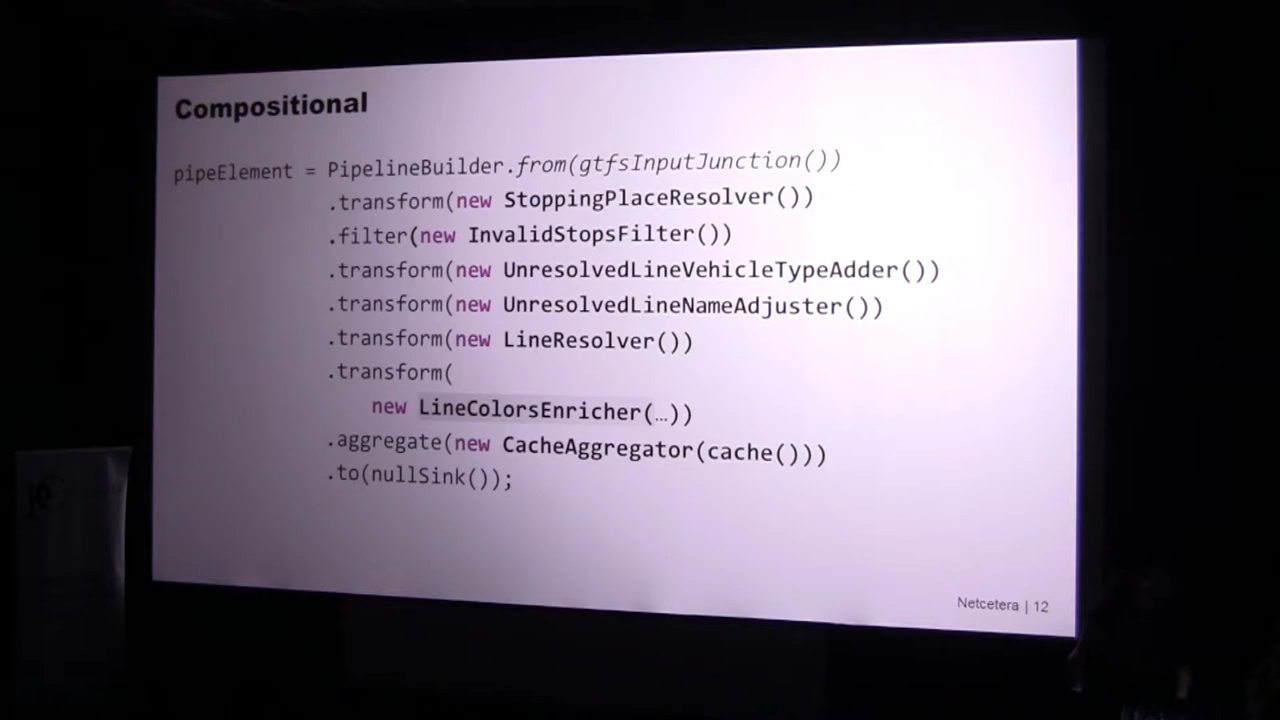 Compositional
pipeElement = PipelineBuilder.from(gtfsInputJunction())
.transform(new StoppingPlaceResolver())
.filter(new InvalidStopsFilter())
.transform(new UnresolvedLineVehicleTypeAdder())
.transform(new UnresolvedLineNameAdjuster())
.transform(new LineResolver())
.transform(
new LineColorsEnricher(…))
.aggregate(new CacheAggregator(cache()))
.to(nullSink());
Netcetera | 12